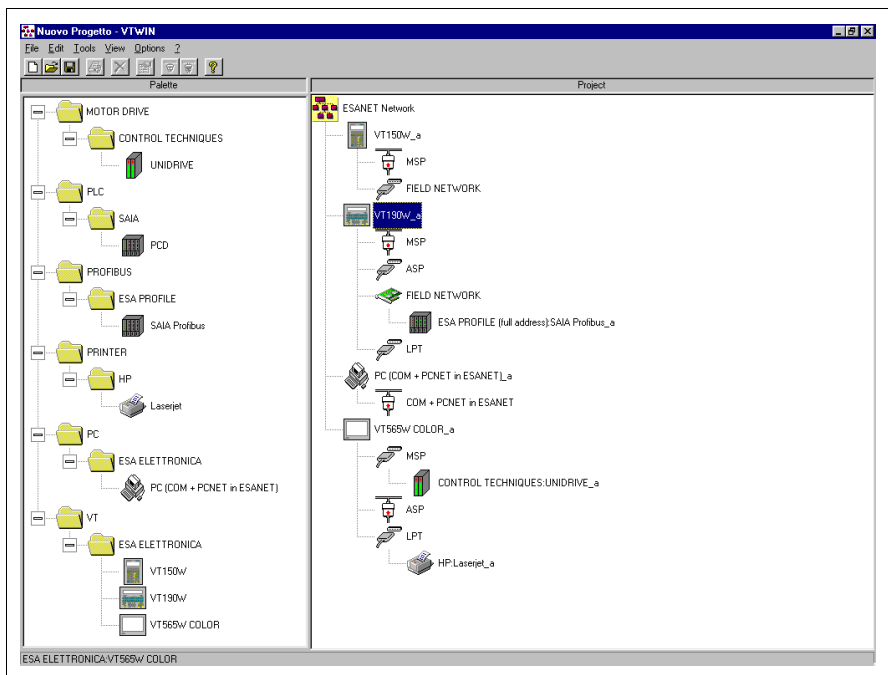 Nuovo Progetto - VTWIN
File Edit Tools View Options ?
Palette
MOTOR DRIVE
CONTROL TECHNIQUES
UNIDRIVE
PLC
SAIA
PCD
PROFIBUS
ESA PROFILE
SAIA Profibus
PRINTER
HP
Laserjet
PC
ESA ELETTRONICA
PC (COM + PCNET in ESANET)
VT
ESA ELETTRONICA
VT150W
VT190W
VT565W COLOR
Project
ESANET Network
VT150W_a
MSP
FIELD NETWORK
VT190W_a
MSP
ASP
FIELD NETWORK
ESA PROFILE (full address):SAIA Profibus_a
LPT
PC (COM + PCNET in ESANET)_a
COM + PCNET in ESANET
VT565W COLOR_a
MSP
CONTROL TECHNIQUES:UNIDRIVE_a
ASP
LPT
HP:Laserjet_a
ESA ELETTRONICA:VT565W COLOR